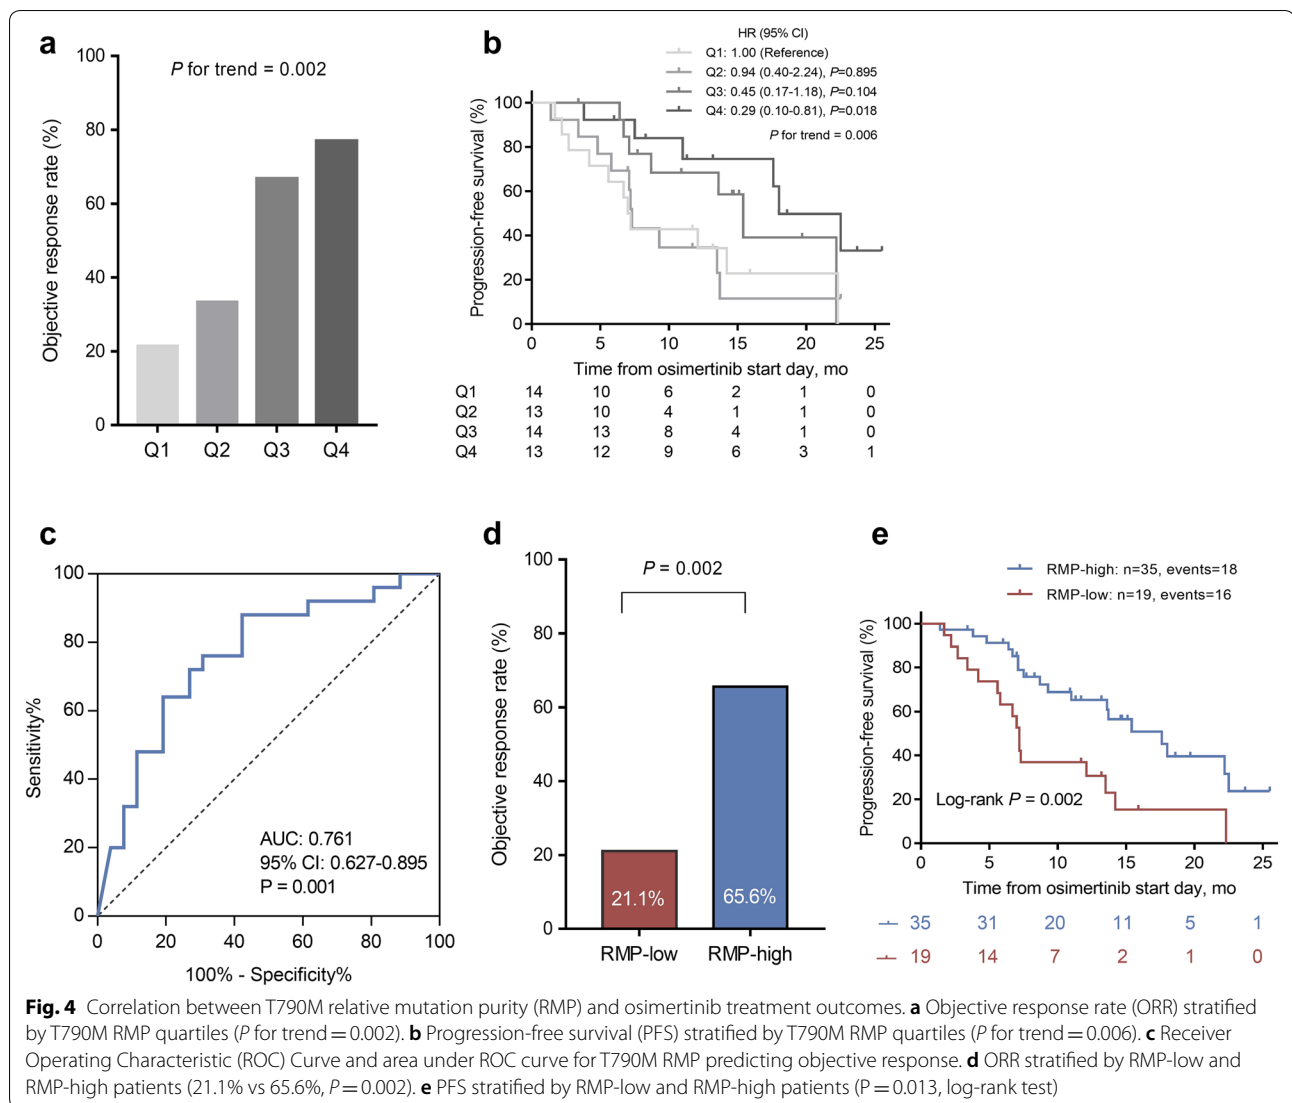 a
P for trend = 0.002
Objective response rate (%)
100
80
60
40
20
0
Q1 Q2 Q3 Q4
b
HR (95% CI)
Q1: 1.00 (Reference)
Q2: 0.94 (0.40-2.24), P=0.895
Q3: 0.45 (0.17-1.18), P=0.104
Q4: 0.29 (0.10-0.81), P=0.018
P for trend = 0.006
Progression-free survival (%)
100
80
60
40
20
0
0 5 10 15 20 25
Time from osimertinib start day, mo
Q1 14 10 6 2 1 0
Q2 13 10 4 1 1 0
Q3 14 13 8 4 1 0
Q4 13 12 9 6 3 1
c
Sensitivity%
100
80
60
40
20
0
AUC: 0.761
95% CI: 0.627-0.895
P = 0.001
0 20 40 60 80 100
100% - Specificity%
d
Objective response rate (%)
100
80
60
40
20
0
P = 0.002
21.1% 65.6%
RMP-low RMP-high
e
RMP-high: n=35, events=18
RMP-low: n=19, events=16
Progression-free survival (%)
100
80
60
40
20
0
Log-rank P = 0.002
0 5 10 15 20 25
Time from osimertinib start day, mo
35 31 20 11 5 1
19 14 7 2 1 0
Fig. 4 Correlation between T790M relative mutation purity (RMP) and osimertinib treatment outcomes. a Objective response rate (ORR) stratified
by T790M RMP quartiles (P for trend = 0.002). b Progression-free survival (PFS) stratified by T790M RMP quartiles (P for trend = 0.006). c Receiver
Operating Characteristic (ROC) Curve and area under ROC curve for T790M RMP predicting objective response. d ORR stratified by RMP-low and
RMP-high patients (21.1% vs 65.6%, P = 0.002). e PFS stratified by RMP-low and RMP-high patients (P = 0.013, log-rank test)